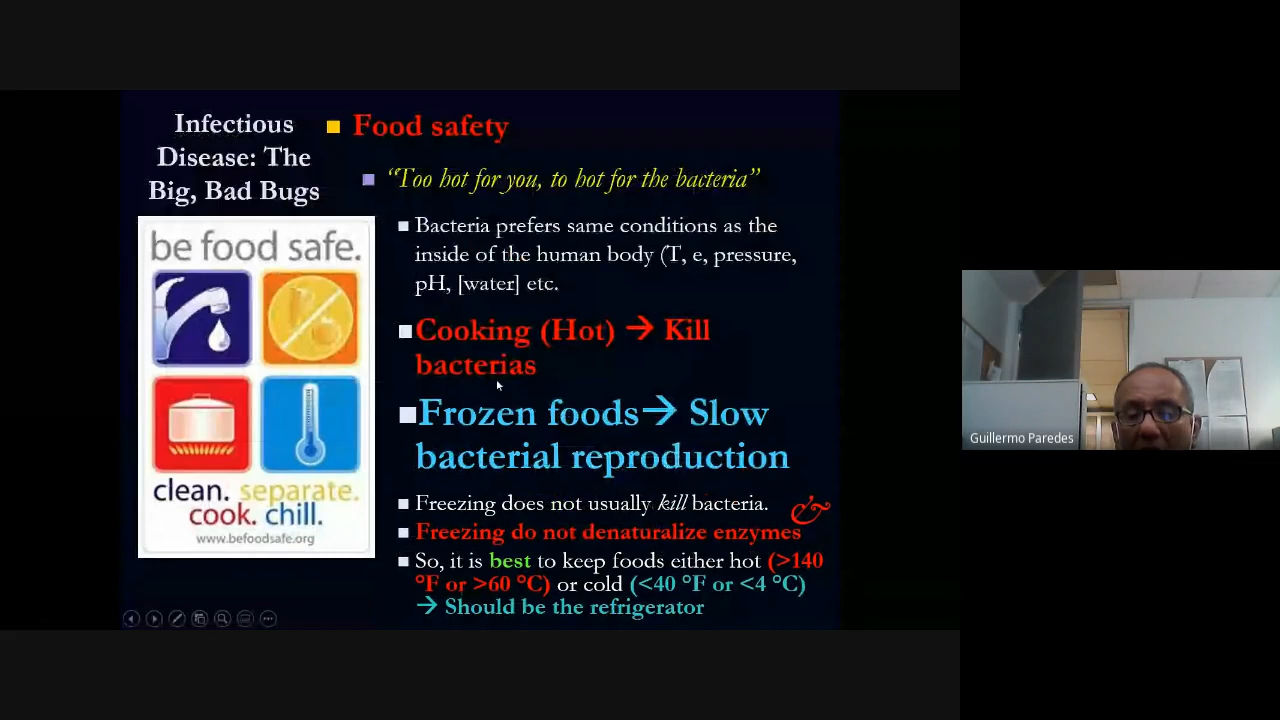 Infectious
Disease: The
Big, Bad Bugs
Food safety
“Too hot for you, to hot for the bacteria”
Bacteria prefers same conditions as the
inside of the human body (T, e, pressure,
pH, [water] etc.
Cooking (Hot) → Kill
bacterias
Frozen foods→ Slow
bacterial reproduction
Freezing does not usually kill bacteria.
&
Freezing do not denaturalize enzymes
So, it is best to keep foods either hot (>140
°F or >60 °C) or cold (<40 °F or <4 °C)
→ Should be the refrigerator
be food safe.
clean. separate.
cook. chill.
www.befoodsafe.org
Guillermo Paredes